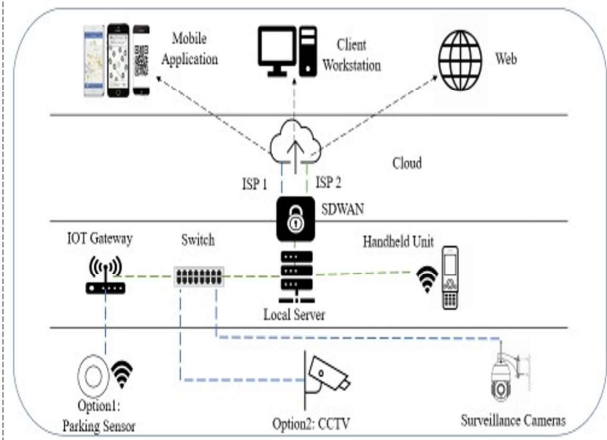 Mobile
Application
Client
Workstation
Web
Cloud
ISP 1
ISP 2
SDWAN
IOT Gateway
Switch
Handheld Unit
Local Server
Option1:
Parking Sensor
Option2: CCTV
Surveillance Cameras